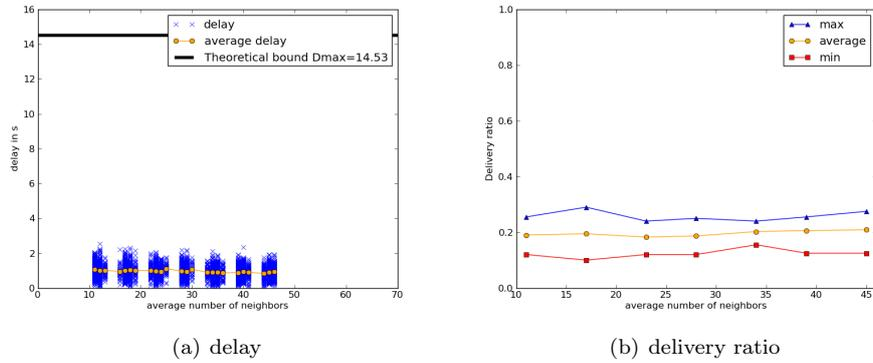 16
14
12
10
8
6
4
2
0
delay in s
delay
average delay
Theoretical bound Dmax=14.53
0 10 20 30 40 50 60 70
average number of neighbors
(a) delay
1.0
0.8
0.6
0.4
0.2
0.0
Delivery ratio
max
average
min
10 15 20 25 30 35 40 45
average number of neighbors
(b) delivery ratio